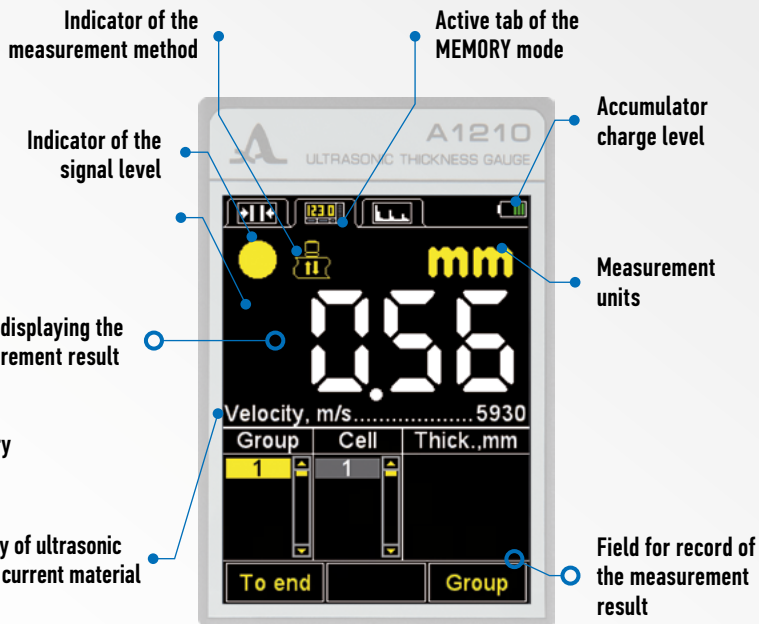 Indicator of the
measurement method
Active tab of the
MEMORY mode
Accumulator
charge level
Indicator of the
signal level
A1210
ULTRASONIC THICKNESS GAUGE
1230
mm
Measurement
units
0.56
displaying the
rement result
Velocity, m/s...................5930
Group Cell Thick.,mm
1 1
y
y of ultrasonic
current material
To end Group
Field for record of
the measurement
result